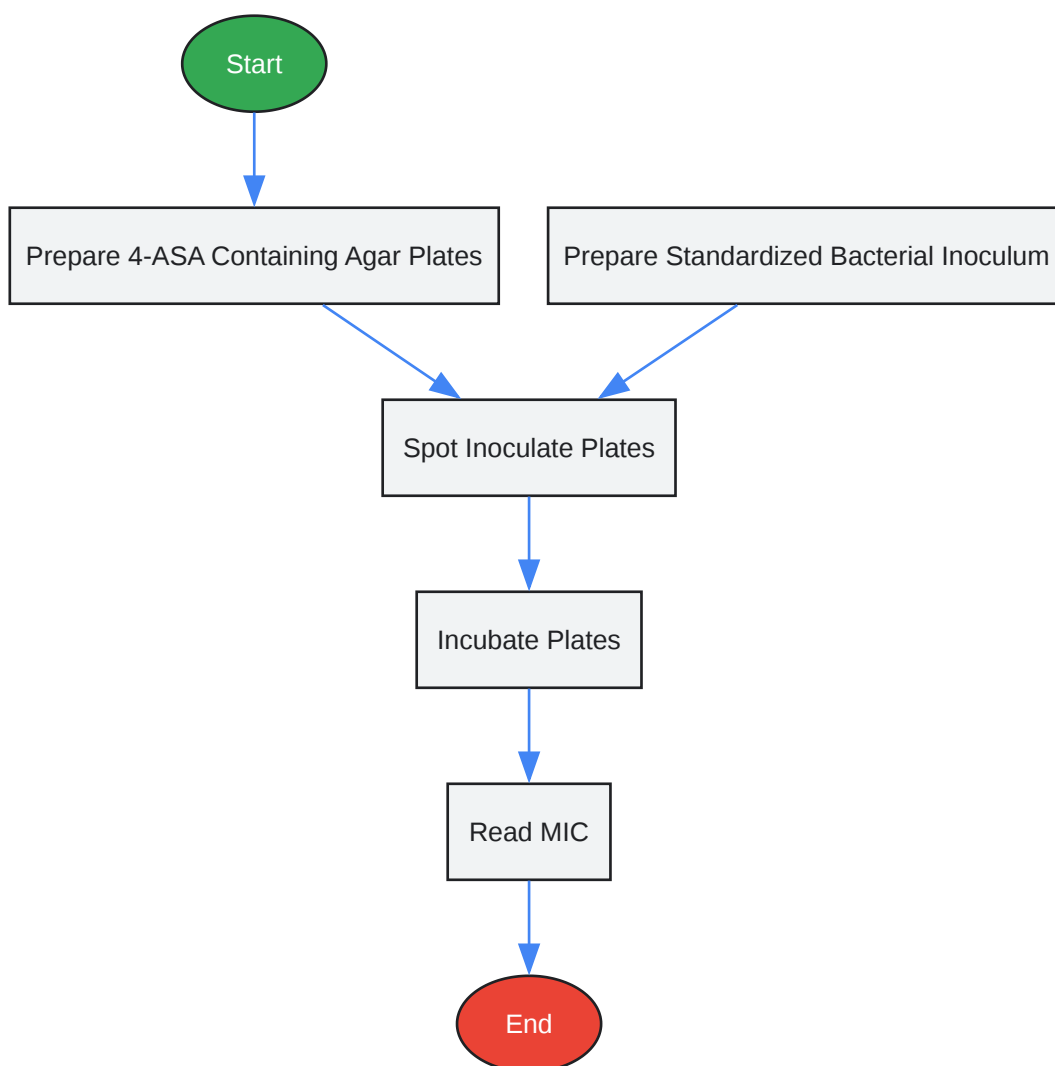 Start
Prepare 4-ASA Containing Agar Plates
Prepare Standardized Bacterial Inoculum
Spot Inoculate Plates
Incubate Plates
Read MIC
End